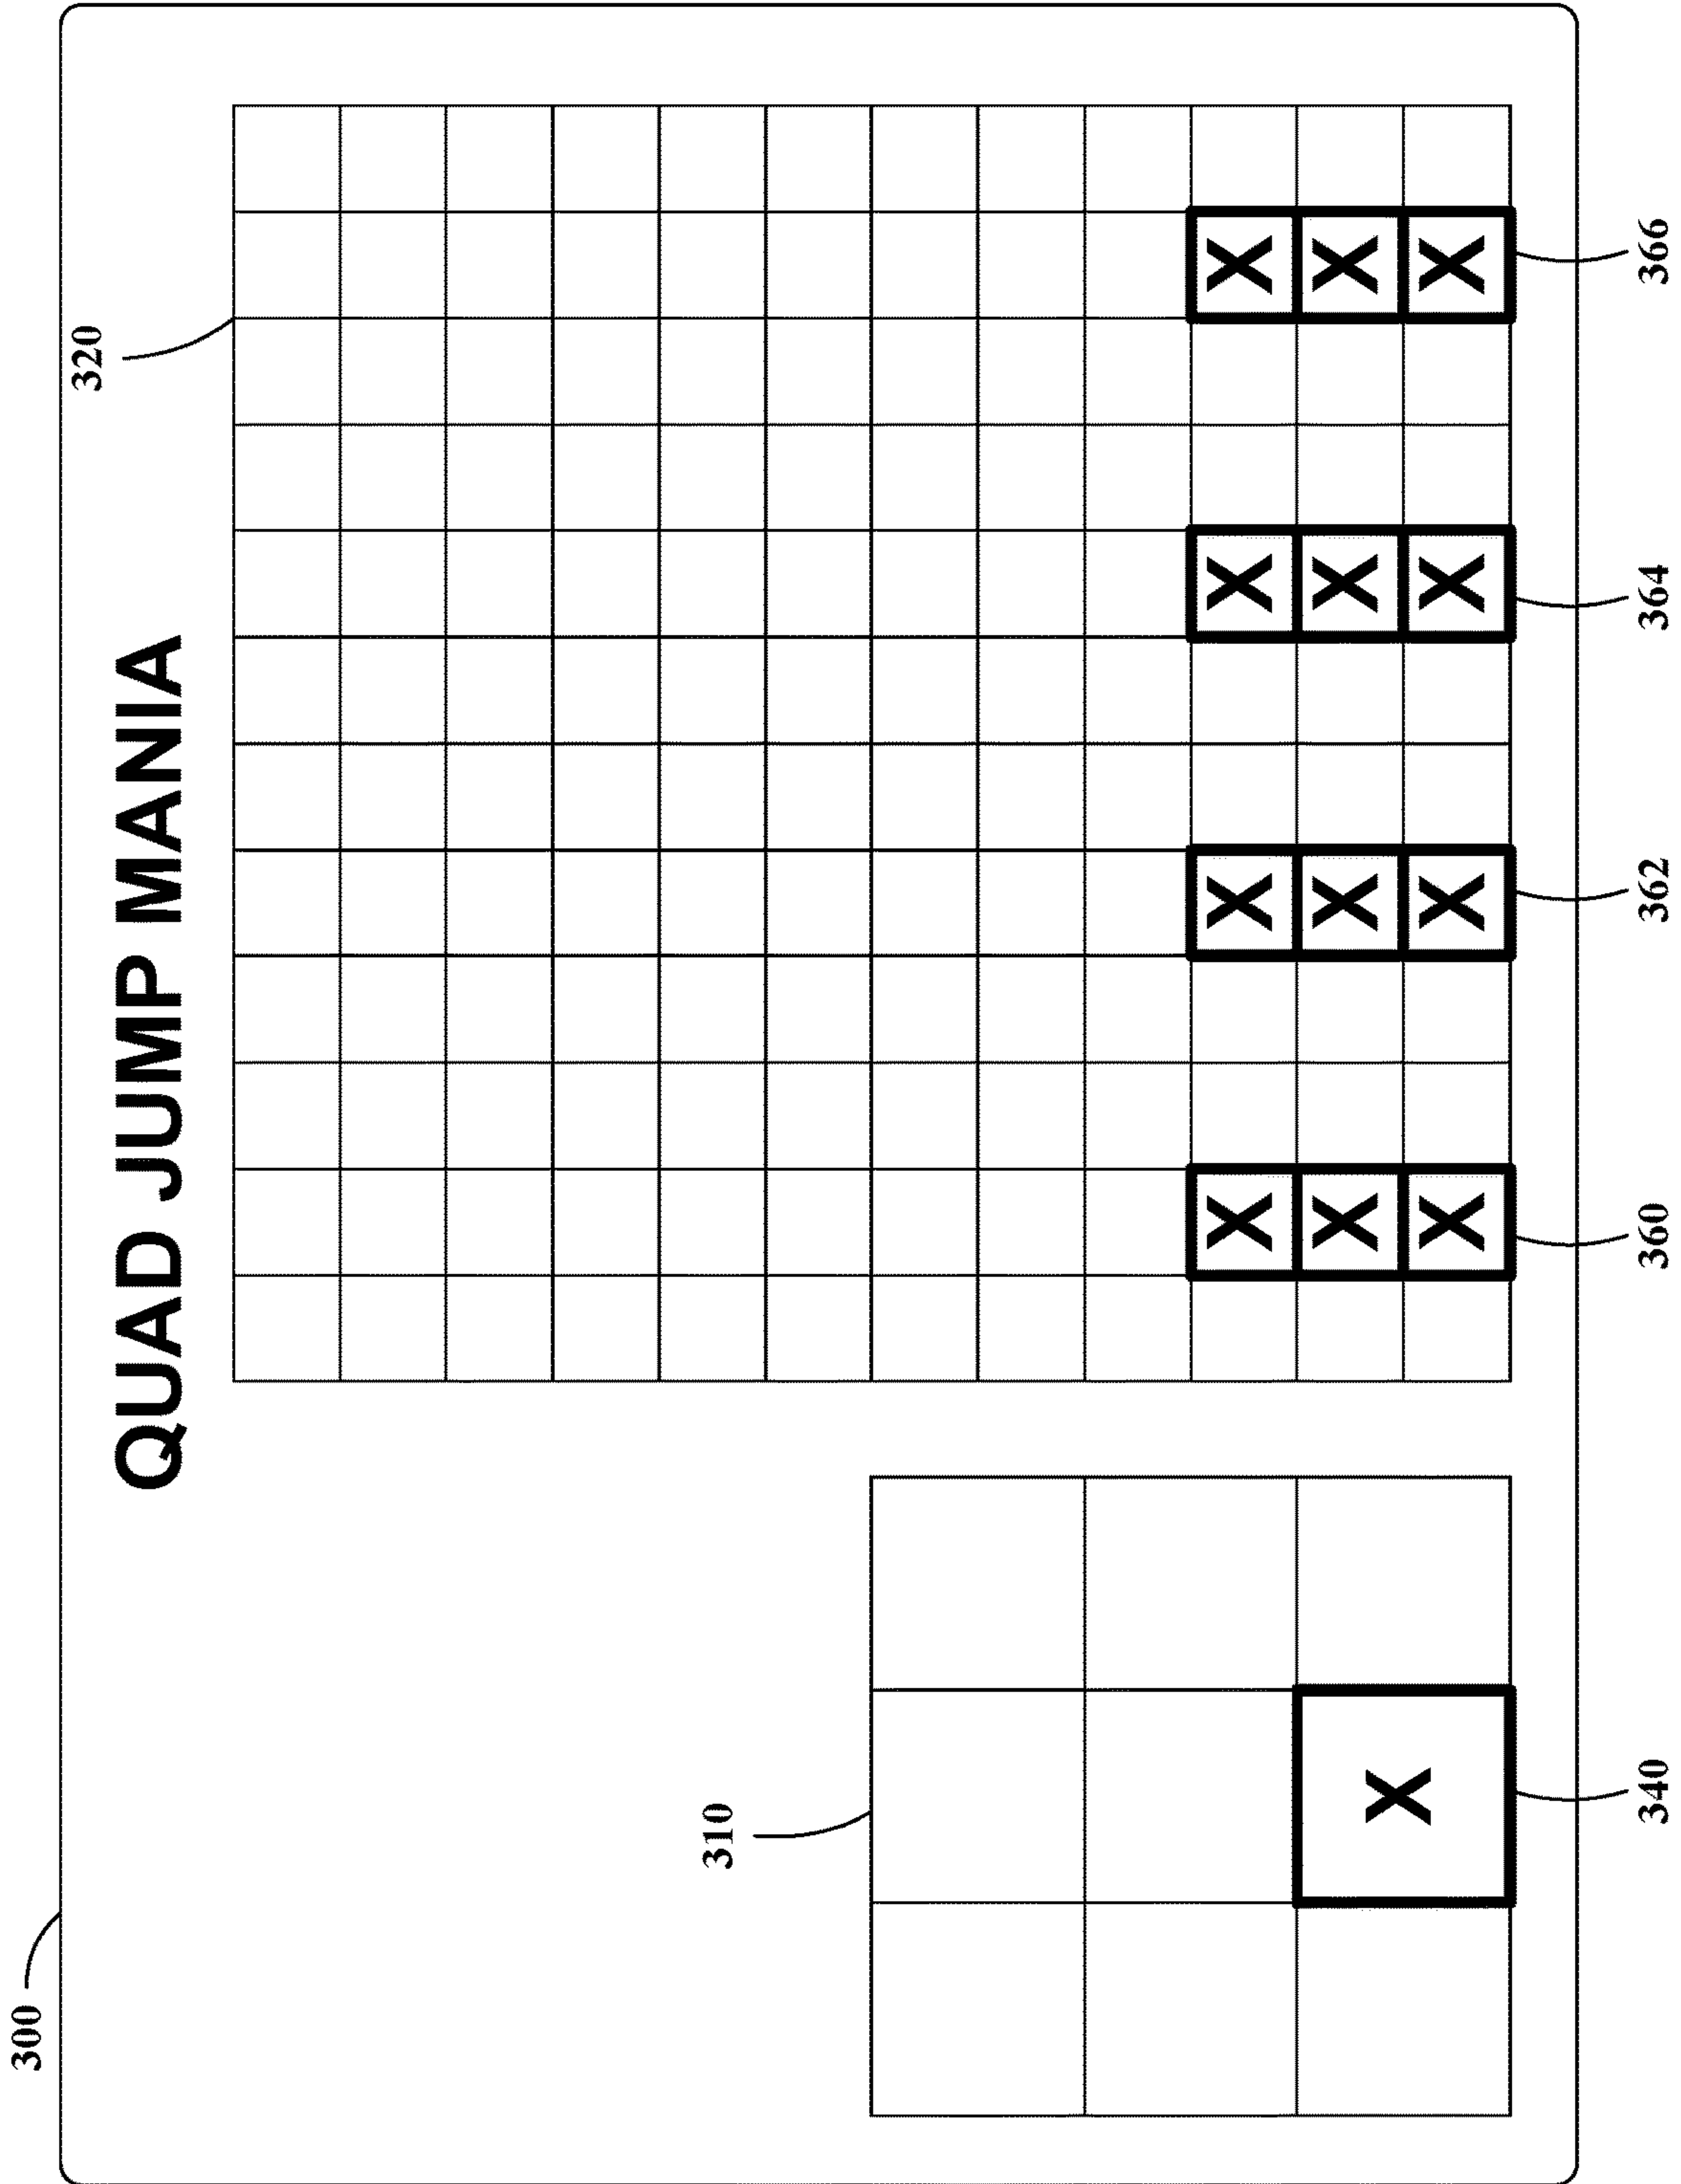 300
320
QUAD JUMP MANIA
310
X X X X
X X X X
X
X X X X
340 360 362 364 366